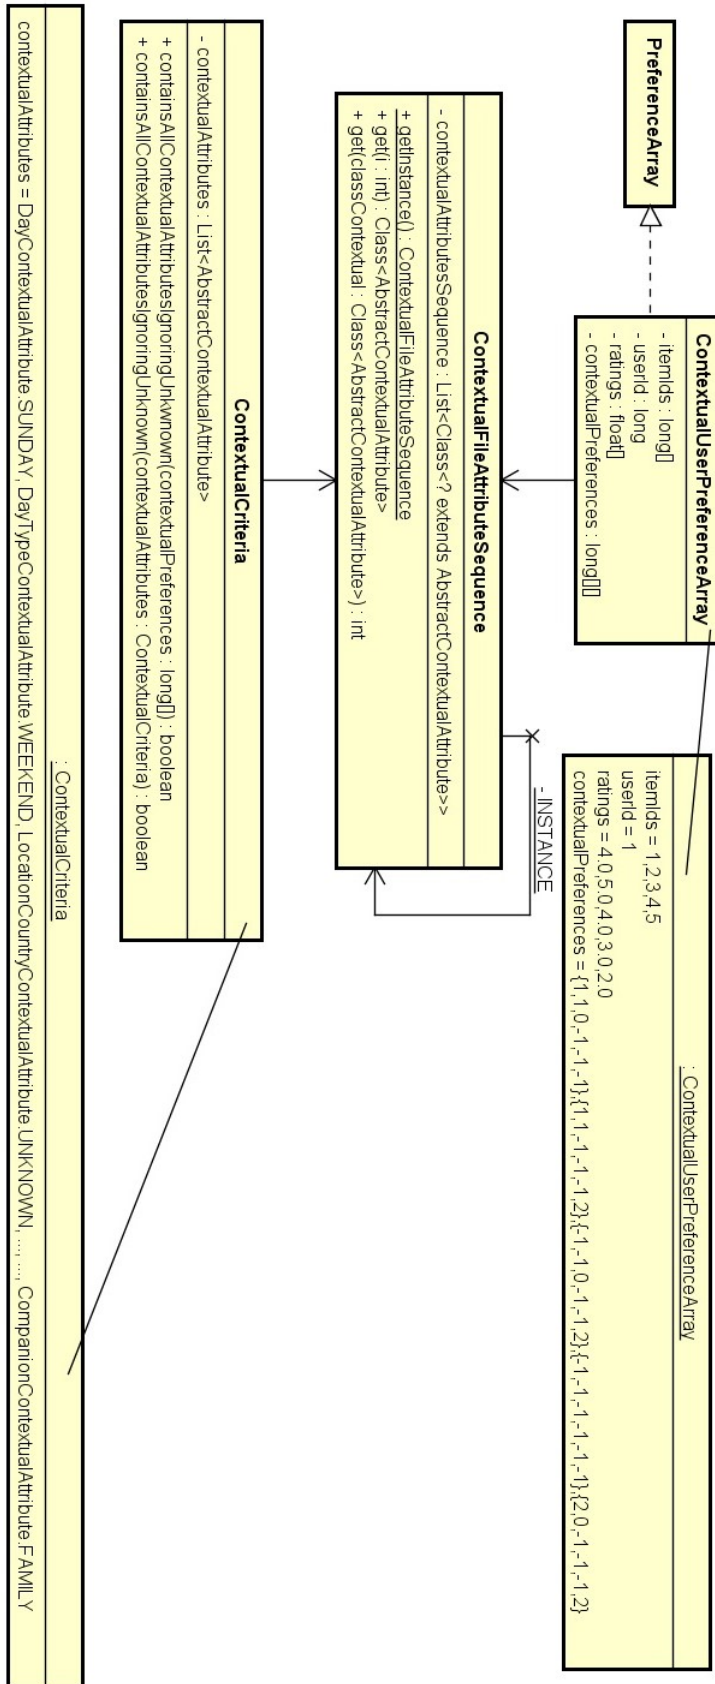 PreferenceArray
ContextualUserPreferenceArray
- itemIds : long[]
- userId : long
- ratings : float[]
- contextualPreferences : long[][]
: ContextualUserPreferenceArray
itemIds = 1,2,3,4,5
userId = 1
ratings = 4.0,5.0,4.0,3.0,2.0
contextualPreferences = {1,1,0,-1,-1,-1},{1,1,-1,-1,-1,2},{-1,-1,0,-1,-1,2},{-1,-1,-1,-1,-1,-1},{2,0,-1,-1,-1,2}
ContextualFileAttributeSequence
- contextualAttributesSequence : List<Class<? extends AbstractContextualAttribute>>
+ getInstance() : ContextualFileAttributeSequence
+ get(i : int) : Class<AbstractContextualAttribute>
+ get(classContextual : Class<AbstractContextualAttribute>) : int
- INSTANCE
ContextualCriteria
- contextualAttributes : List<AbstractContextualAttribute>
+ containsAllContextualAttributesIgnoringUnkwnown(contextualPreferences : long[]) : boolean
+ containsAllContextualAttributesIgnoringUnknown(contextualAttributes : ContextualCriteria) : boolean
: ContextualCriteria
contextualAttributes = DayContextualAttribute.SUNDAY, DayTypeContextualAttribute.WEEKEND, LocationCountryContextualAttribute.UNKNOWN, ..., ..., CompanionContextualAttribute.FAMILY